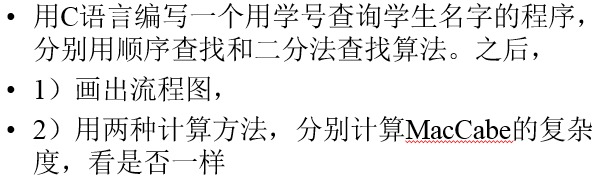 • 用C语言编写一个用学号查询学生名字的程序，
分别用顺序查找和二分法查找算法。之后，
• 1）画出流程图，
• 2）用两种计算方法，分别计算MacCabe的复杂
度，看是否一样